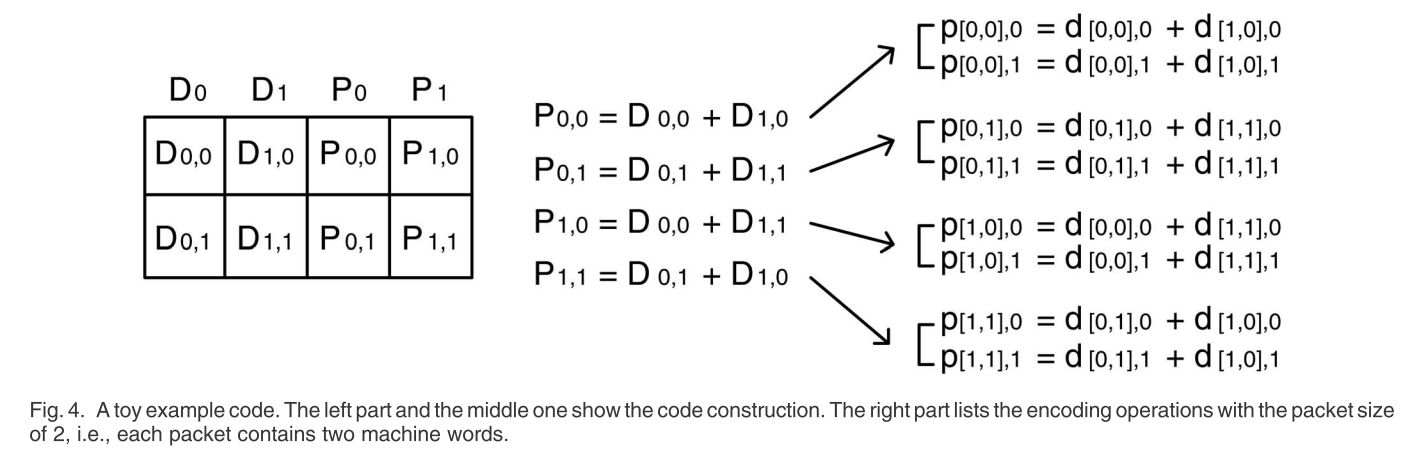 D0 D1 P0 P1
D0,0 D1,0 P0,0 P1,0
D0,1 D1,1 P0,1 P1,1
P0,0 = D 0,0 + D1,0
P0,1 = D 0,1 + D1,1
P1,0 = D 0,0 + D1,1
P1,1 = D 0,1 + D1,0
p[0,0],0 = d [0,0],0 + d [1,0],0
p[0,0],1 = d [0,0],1 + d [1,0],1
p[0,1],0 = d [0,1],0 + d [1,1],0
p[0,1],1 = d [0,1],1 + d [1,1],1
p[1,0],0 = d [0,0],0 + d [1,1],0
p[1,0],1 = d [0,0],1 + d [1,1],1
p[1,1],0 = d [0,1],0 + d [1,0],0
p[1,1],1 = d [0,1],1 + d [1,0],1
Fig. 4. A toy example code. The left part and the middle one show the code construction. The right part lists the encoding operations with the packet size
of 2, i.e., each packet contains two machine words.